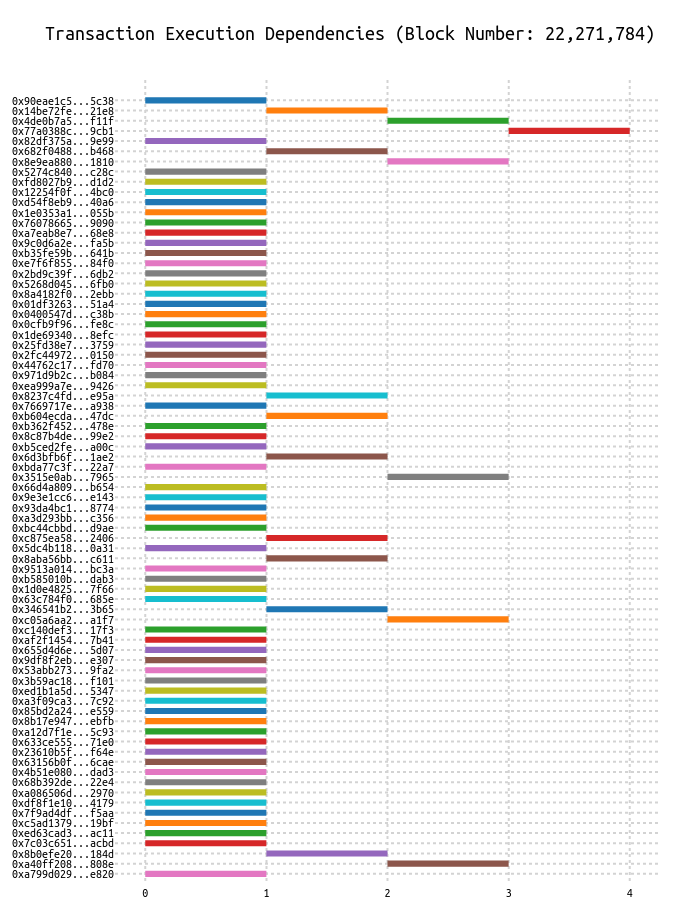 Transaction Execution Dependencies (Block Number: 22,271,784)
0x90eae1c5...5c38
0x14be72fe...21e8
0x4de0b7a5...f11f
0x77a0388c...9cb1
0x82df375a...9e99
0x682f0488...b468
0x8e9ea880...1810
0x5274c840...c28c
0xfd8027b9...d1d2
0x12254f0f...4bc0
0xd54f8eb9...40a6
0x1e0353a1...055b
0x76078665...9090
0xa7eab8e7...68e8
0x9c0d6a2e...fa5b
0xb35fe59b...641b
0xe7f6f855...84f0
0x2bd9c39f...6db2
0x5268d045...6fb0
0x8a4182f0...2ebb
0x01df3263...51a4
0x0400547d...c38b
0x0cfb9f96...fe8c
0x1de69340...8efc
0x25fd38e7...3759
0x2fc44972...0150
0x44762c17...fd70
0x971d9b2c...b084
0xea999a7e...9426
0x8237c4fd...e95a
0x7669717e...a938
0xb604ecda...47dc
0xb362f452...478e
0x8c87b4de...99e2
0xb5ced2fe...a00c
0x6d3bfb6f...1ae2
0xbda77c3f...22a7
0x3515e0ab...7965
0x66d4a809...b654
0x9e3e1cc6...e143
0x93da4bc1...8774
0xa3d293bb...c356
0xbc44cbbd...d9ae
0xc875ea58...2406
0x5dc4b118...0a31
0x8aba56bb...c611
0x9513a014...bc3a
0xb585010b...dab3
0x1d0e4825...7f66
0x63c784f0...685e
0x346541b2...3b65
0xc05a6aa2...a1f7
0xc140def3...17f3
0xaf2f1454...7b41
0x655d4d6e...5d07
0x9df8f2eb...e307
0x53abb273...9fa2
0x3b59ac18...f101
0xed1b1a5d...5347
0xa3f09ca3...7c92
0x85bd2a24...e559
0x8b17e947...ebfb
0xa12d7f1e...5c93
0x633ce555...71e0
0x23610b5f...f64e
0x63156b0f...6cae
0x4b51e080...dad3
0x68b392de...22e4
0xa086506d...2970
0xdf8f1e10...4179
0x7f9ad4df...f5aa
0xc5ad1379...19bf
0xed63cad3...ac11
0x7c03c651...acbd
0x8b0efe20...184d
0xa40ff208...808e
0xa799d029...e820
0 1 2 3 4